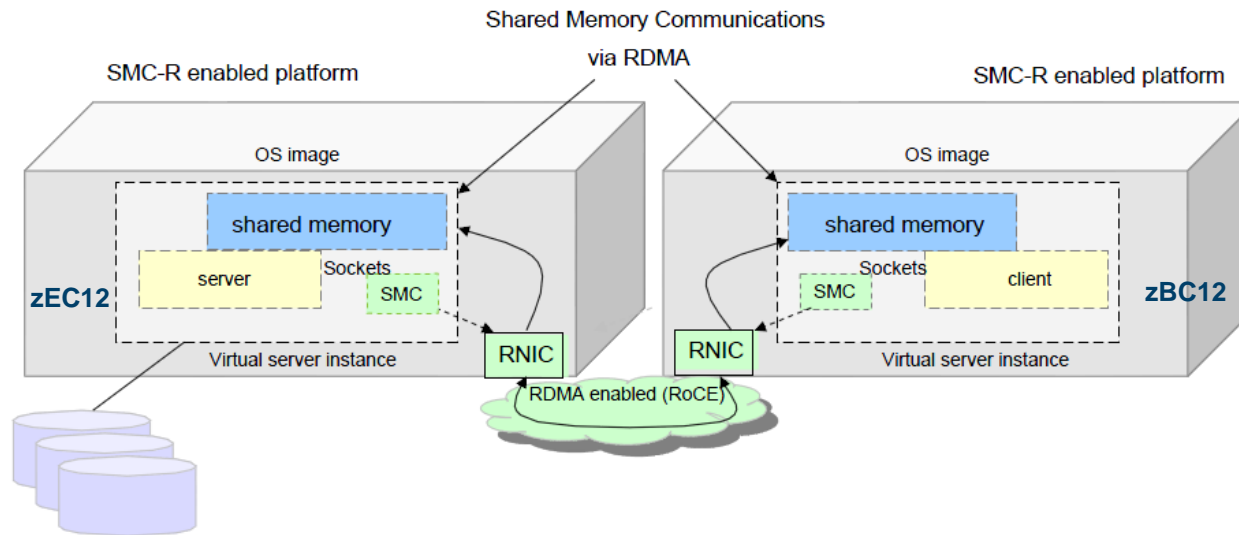 Shared Memory Communications
via RDMA
SMC-R enabled platform
SMC-R enabled platform
OS image
OS image
shared memory
shared memory
Sockets
Sockets
server
client
SMC
SMC
zEC12
zBC12
RNIC
RNIC
Virtual server instance
Virtual server instance
RDMA enabled (RoCE)